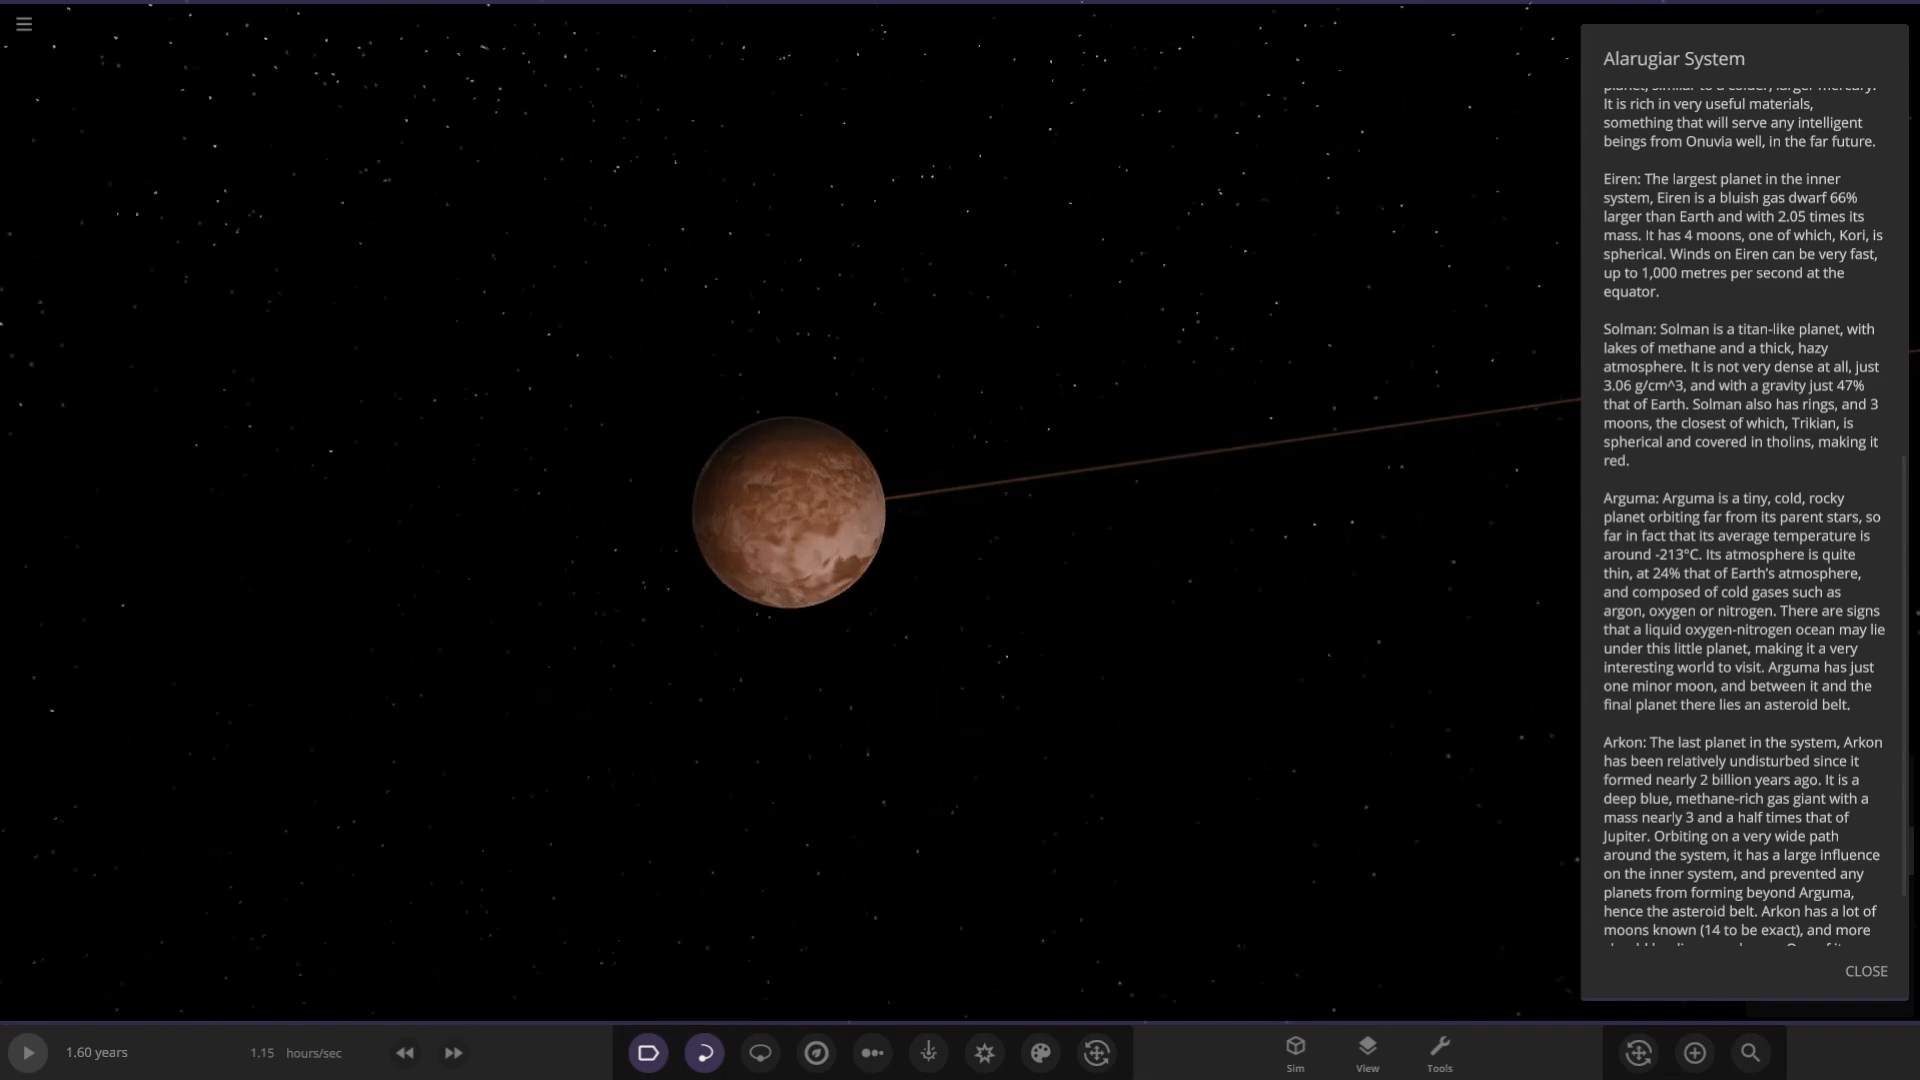 Alarugiar System
planet, similar to a colder, larger mercury.
It is rich in very useful materials,
something that will serve any intelligent
beings from Onuvia well, in the far future.
Eiren: The largest planet in the inner
system, Eiren is a bluish gas dwarf 66%
larger than Earth and with 2.05 times its
mass. It has 4 moons, one of which, Kori, is
spherical. Winds on Eiren can be very fast,
up to 1,000 metres per second at the
equator.
Solman: Solman is a titan-like planet, with
lakes of methane and a thick, hazy
atmosphere. It is not very dense at all, just
3.06 g/cm^3, and with a gravity just 47%
that of Earth. Solman also has rings, and 3
moons, the closest of which, Trikian, is
spherical and covered in tholins, making it
red.
Arguma: Arguma is a tiny, cold, rocky
planet orbiting far from its parent stars, so
far in fact that its average temperature is
around -213°C. Its atmosphere is quite
thin, at 24% that of Earth's atmosphere,
and composed of cold gases such as
argon, oxygen or nitrogen. There are signs
that a liquid oxygen-nitrogen ocean may lie
under this little planet, making it a very
interesting world to visit. Arguma has just
one minor moon, and between it and the
final planet there lies an asteroid belt.
Arkon: The last planet in the system, Arkon
has been relatively undisturbed since it
formed nearly 2 billion years ago. It is a
deep blue, methane-rich gas giant with a
mass nearly 3 and a half times that of
Jupiter. Orbiting on a very wide path
around the system, it has a large influence
on the inner system, and prevented any
planets from forming beyond Arguma,
hence the asteroid belt. Arkon has a lot of
moons known (14 to be exact), and more
CLOSE
1.60 years
1.15 hours/sec
Sim
View
Tools